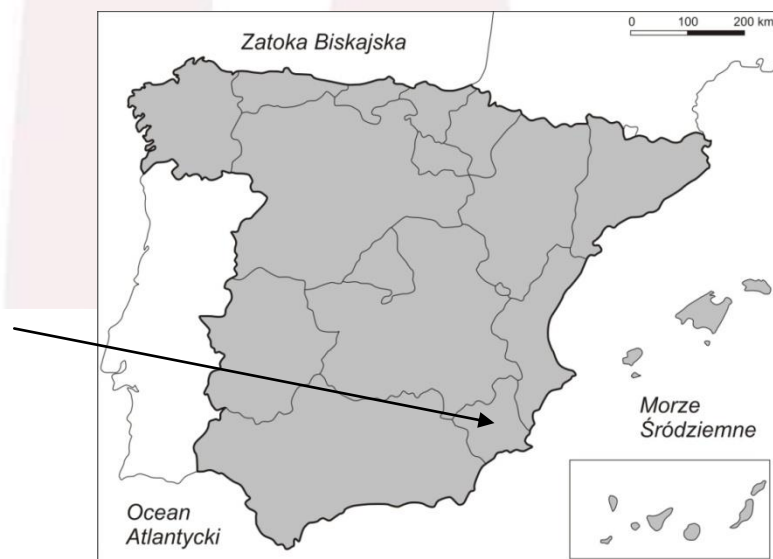 Zatoka Biskajska
0 100 200 km
Morze
Śródziemne
Ocean
Atlantycki